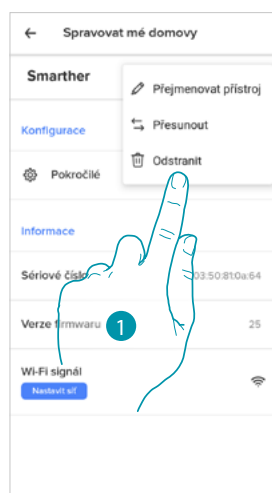 Spravovat mé domovy
Smarther
Přejmenovat přístroj
Přesunout
Odstranit
Konfigurace
Pokročilé
Informace
Sériové číslo
03:50:81:0a:64
Verze firmwaru
25
1
Wi-Fi signál
Nastavit síť